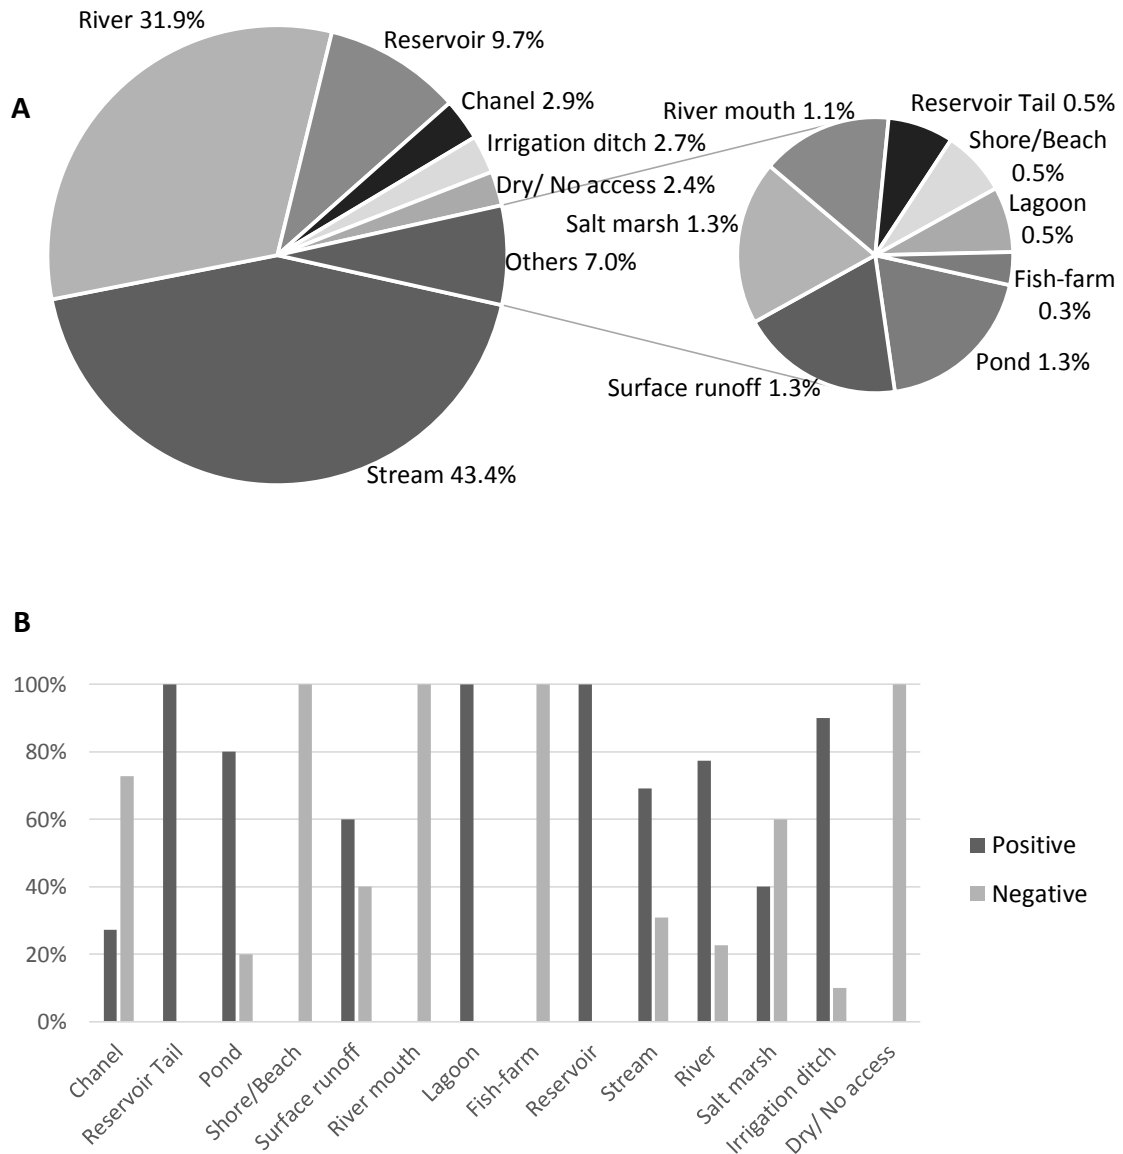 River 31.9%
Reservoir 9.7%
A
Chanel 2.9%
Irrigation ditch 2.7%
Dry/ No access 2.4%
Others 7.0%
Stream 43.4%
River mouth 1.1%
Reservoir Tail 0.5%
Shore/Beach
0.5%
Lagoon
0.5%
Salt marsh 1.3%
Fish-farm
0.3%
Pond 1.3%
Surface runoff 1.3%
B
100%
80%
60%
40%
20%
0%
Chanel
Reservoir Tail
Pond
Shore/Beach
Surface runoff
River mouth
Lagoon
Fish-farm
Reservoir
Stream
River
Salt marsh
Irrigation ditch
Dry/ No access
Positive
Negative